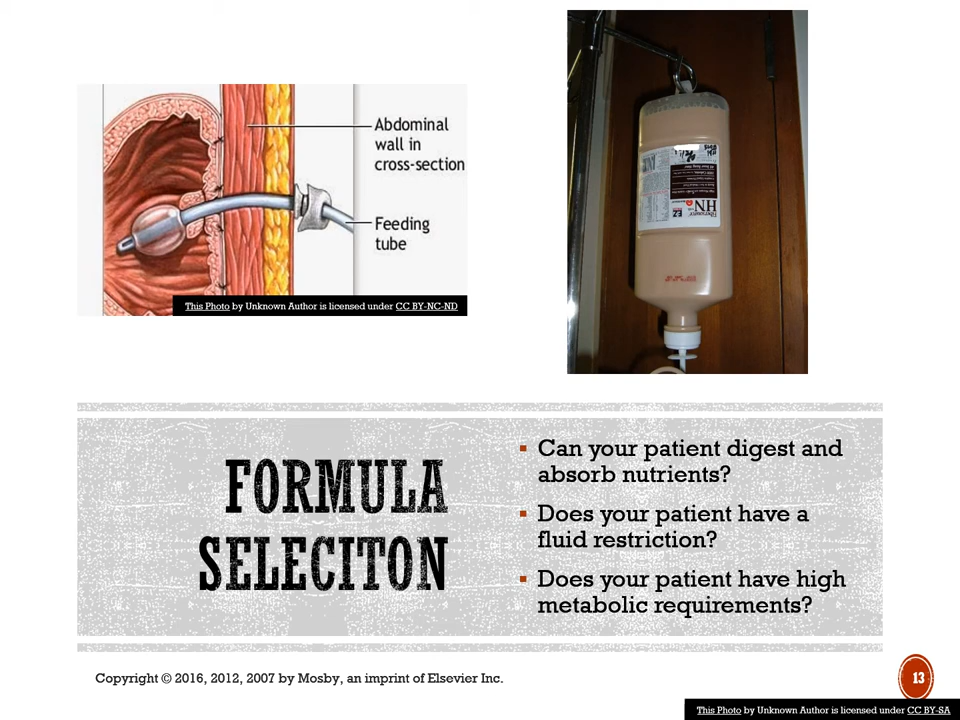 Abdominal
wall in
cross-section
Feeding
tube
This Photo by Unknown Author is licensed under CC BY-NC-ND
HN
FORMULA
SELECITON
▪ Can your patient digest and
absorb nutrients?
▪ Does your patient have a
fluid restriction?
▪ Does your patient have high
metabolic requirements?
Copyright © 2016, 2012, 2007 by Mosby, an imprint of Elsevier Inc.
13
This Photo by Unknown Author is licensed under CC BY-SA